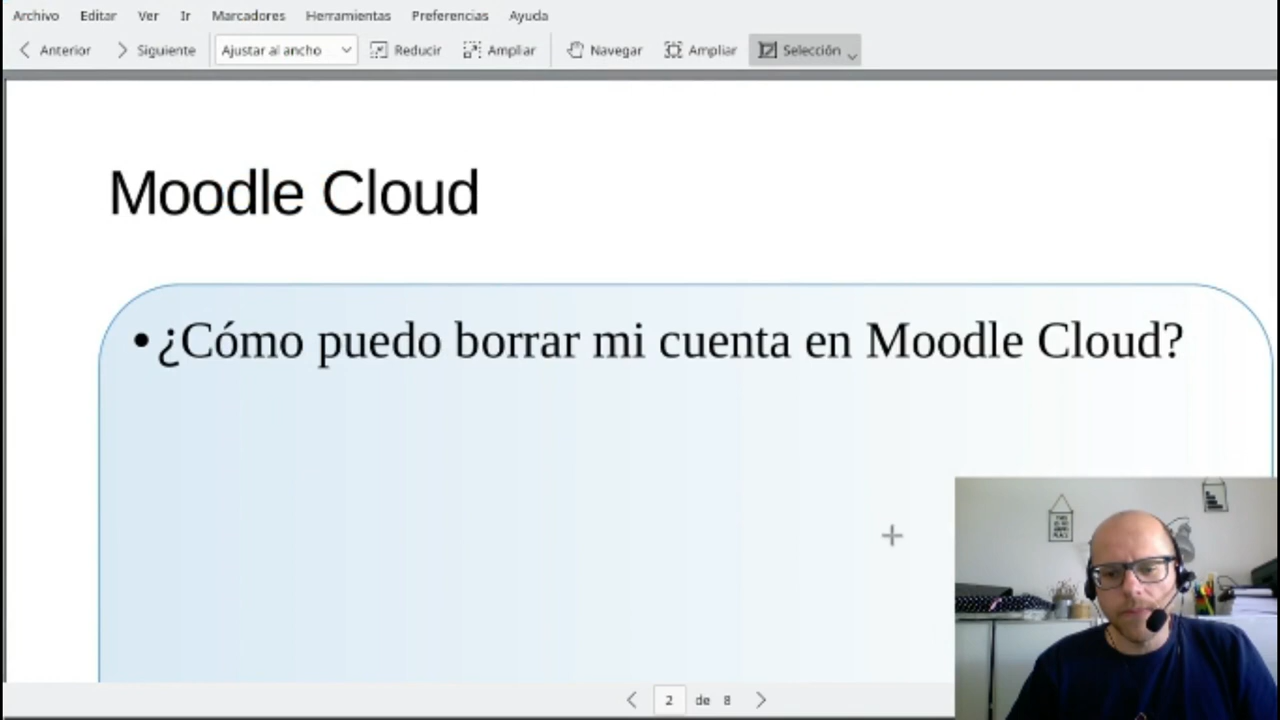 Archivo Editar Ver Ir Marcadores Herramientas Preferencias Ayuda
Anterior Siguiente Ajustar al ancho Reducir Ampliar Navegar Ampliar Selección
Moodle Cloud
• ¿Cómo puedo borrar mi cuenta en Moodle Cloud?
2 de 8